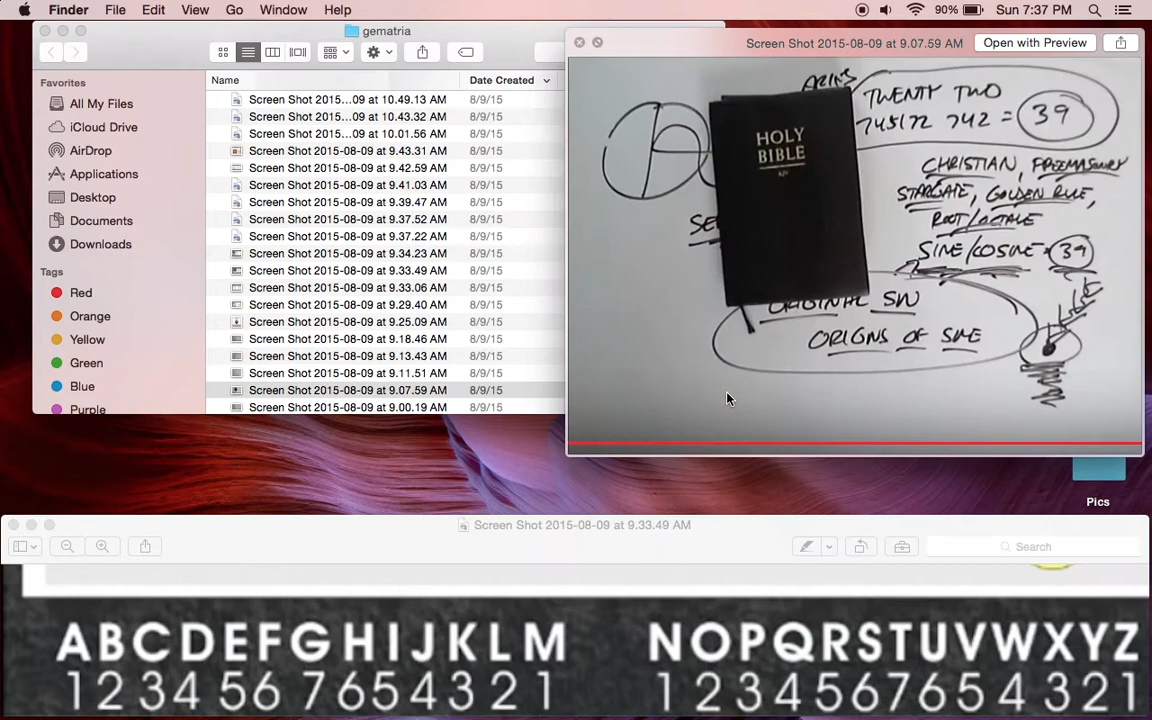 Finder File Edit View Go Window Help
90% Sun 7:37 PM
gematria
Favorites
All My Files
iCloud Drive
AirDrop
Applications
Desktop
Documents
Downloads
Tags
Red
Orange
Yellow
Green
Blue
Purple
Name Date Created
Screen Shot 2015...09 at 10.49.13 AM 8/9/15
Screen Shot 2015...09 at 10.43.32 AM 8/9/15
Screen Shot 2015...09 at 10.01.56 AM 8/9/15
Screen Shot 2015-08-09 at 9.43.31 AM 8/9/15
Screen Shot 2015-08-09 at 9.42.59 AM 8/9/15
Screen Shot 2015-08-09 at 9.41.03 AM 8/9/15
Screen Shot 2015-08-09 at 9.39.47 AM 8/9/15
Screen Shot 2015-08-09 at 9.37.52 AM 8/9/15
Screen Shot 2015-08-09 at 9.37.22 AM 8/9/15
Screen Shot 2015-08-09 at 9.34.23 AM 8/9/15
Screen Shot 2015-08-09 at 9.33.49 AM 8/9/15
Screen Shot 2015-08-09 at 9.33.06 AM 8/9/15
Screen Shot 2015-08-09 at 9.29.40 AM 8/9/15
Screen Shot 2015-08-09 at 9.25.09 AM 8/9/15
Screen Shot 2015-08-09 at 9.18.46 AM 8/9/15
Screen Shot 2015-08-09 at 9.13.43 AM 8/9/15
Screen Shot 2015-08-09 at 9.11.51 AM 8/9/15
Screen Shot 2015-08-09 at 9.07.59 AM 8/9/15
Screen Shot 2015-08-09 at 9.00.19 AM 8/9/15
Screen Shot 2015-08-09 at 9.07.59 AM Open with Preview
TWENTY TWO
745172 742 = 39
HOLY
BIBLE
CHRISTIAN, FREEMASONRY
STARGATE, GOLDEN RULE,
ROOT/OCTAVE
SINE/COSINE = 39
ORIGINAL SIN
ORIGINS OF SINE
Pics
Screen Shot 2015-08-09 at 9.33.49 AM
Search
ABCDEFGHIJKLM NOPQRSTUVWXYZ
1234567654321 1234567654321